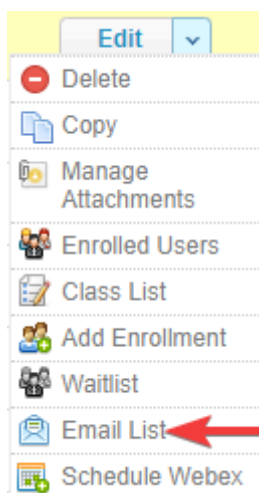 Edit
Delete
Copy
Manage
Attachments
Enrolled Users
Class List
Add Enrollment
Waitlist
Email List
Schedule Webex